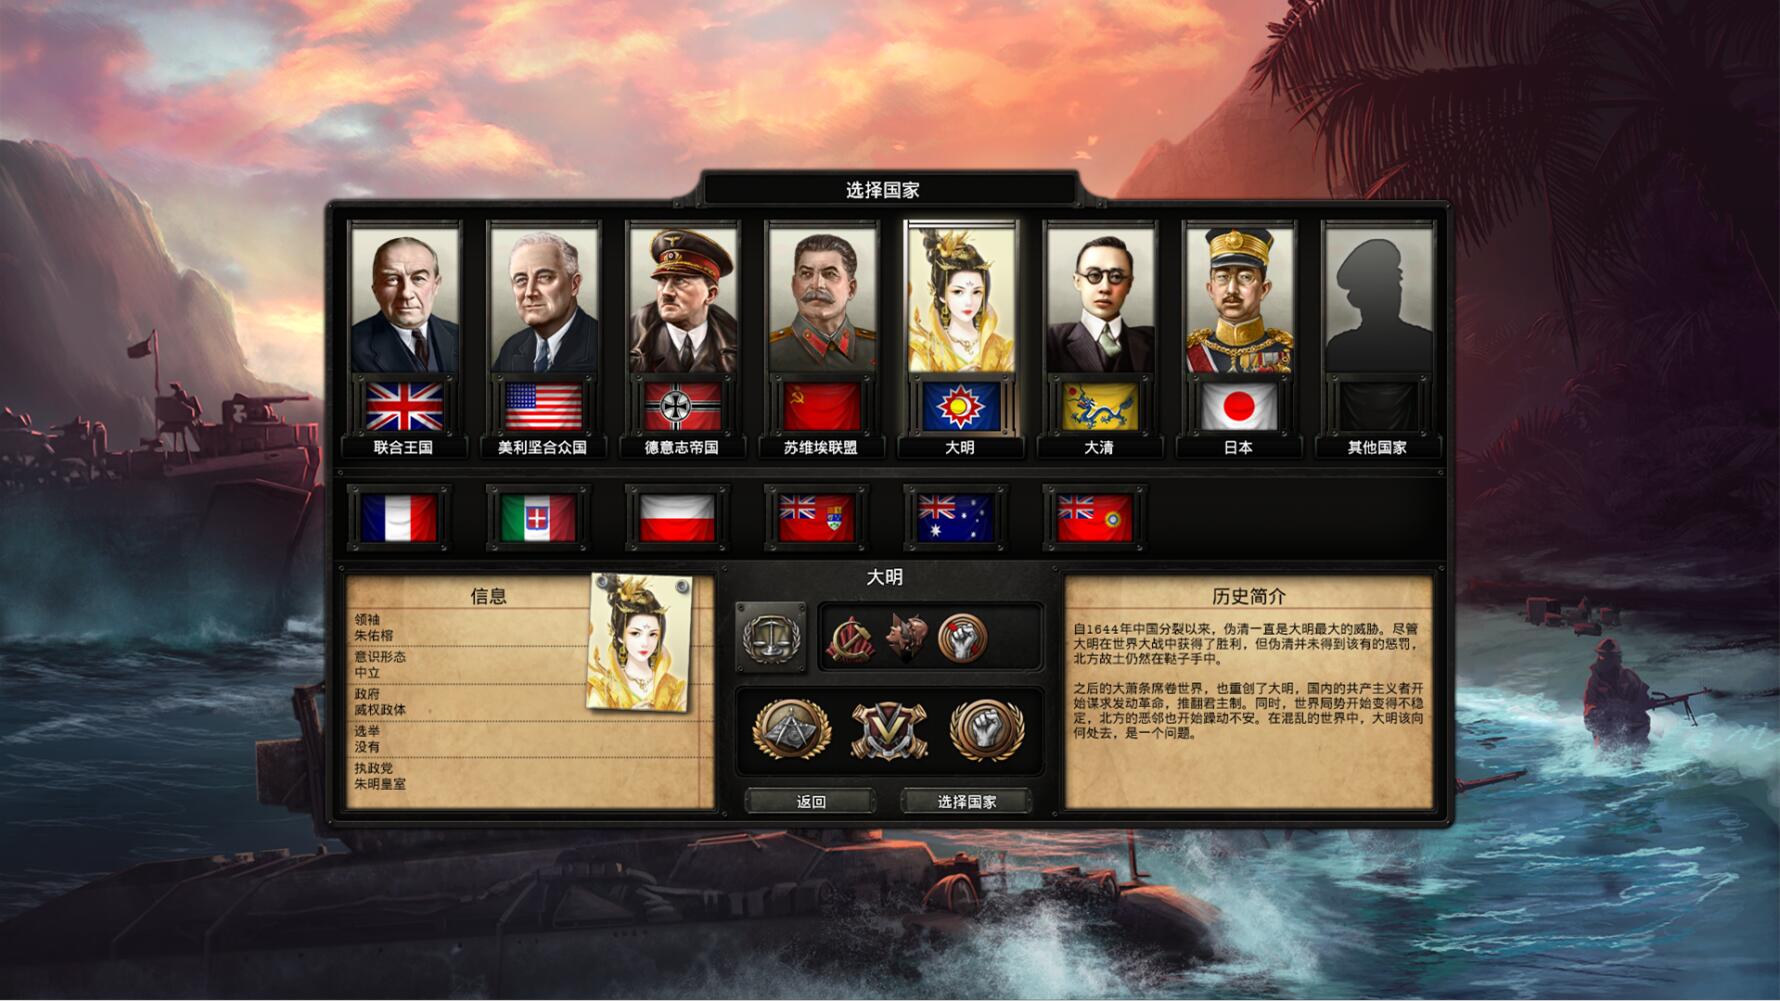 选择国家
联合王国
美利坚合众国
德意志帝国
苏维埃联盟
大明
大清
日本
其他国家
信息
领袖
朱佑榕
意识形态
中立
政府
威权政体
选举
没有
执政党
朱明皇室
大明
返回
选择国家
历史简介
自1644年中国分裂以来，伪清一直是大明最大的威胁。尽管
大明在世界大战中获得了胜利，但伪清并未得到该有的惩罚，
北方故土仍然在鞑子手中。
之后的大萧条席卷世界，也重创了大明，国内的共产主义者开
始谋求发动革命，推翻君主制。同时，世界局势开始变得不稳
定，北方的恶邻也开始躁动不安。在混乱的世界中，大明该向
何处去，是一个问题。